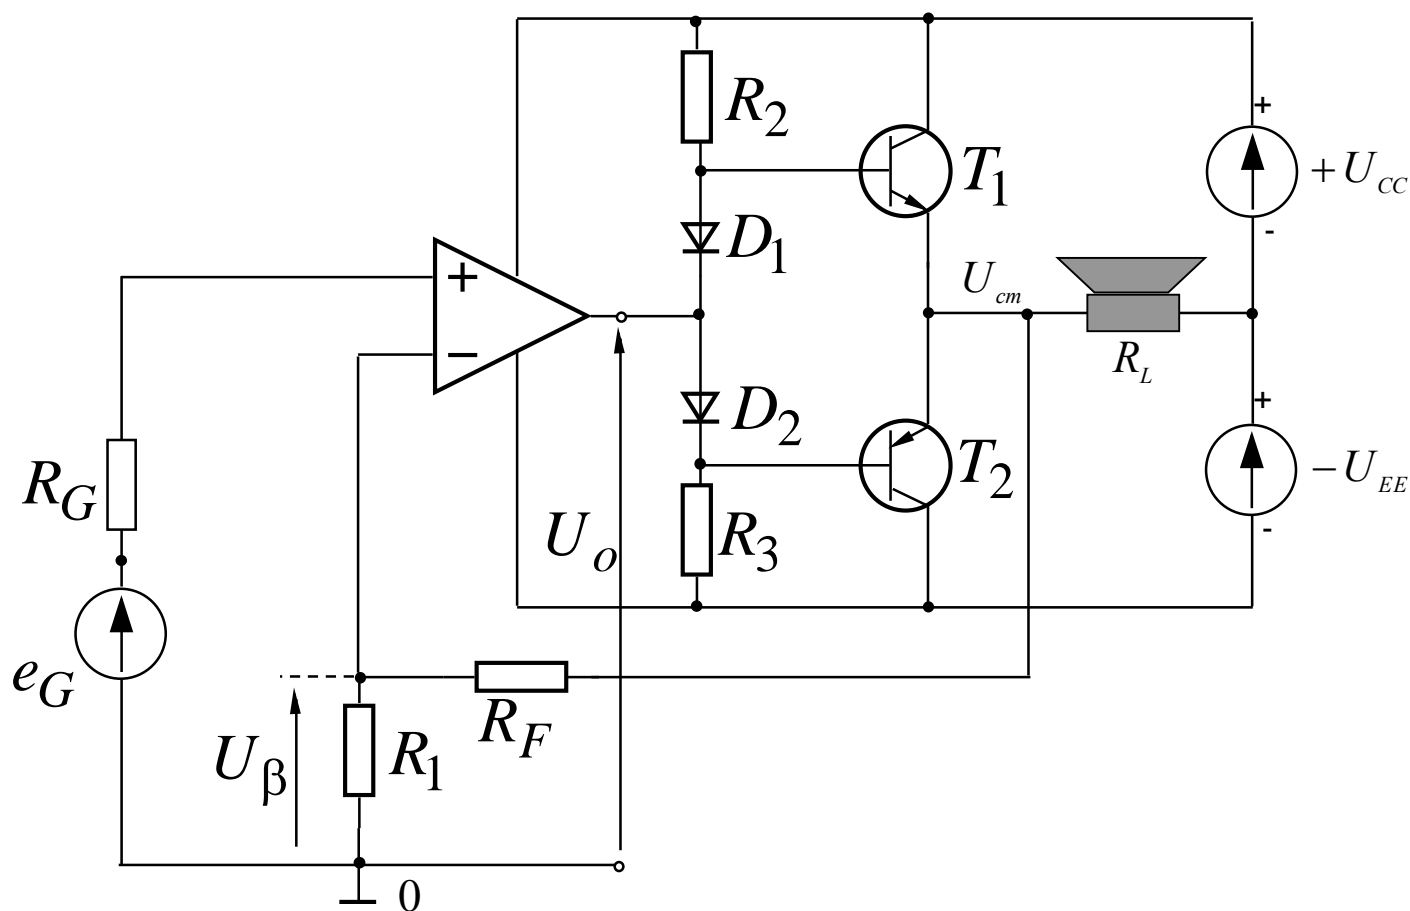 R2
T1
+
+ UCC
-
D1
+
−
Ucm
RL
+
D2
T2
− UEE
-
RG
Uo
R3
eG
RF
Uβ
R1
0